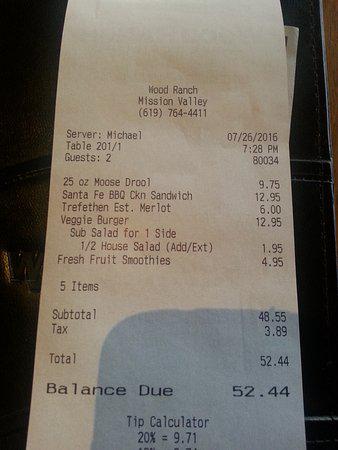 Wood Ranch
Mission Valley
(619) 764-4411
Server: Michael 07/26/2016
Table 201/1 7:28 PM
Guests: 2 80034
25 oz Moose Drool 9.75
Santa Fe BBQ Ckn Sandwich 12.95
Trefethen Est. Merlot 6.00
Veggie Burger 12.95
Sub Salad for 1 Side
1/2 House Salad (Add/Ext) 1.95
Fresh Fruit Smoothies 4.95
5 Items
Subtotal 48.55
Tax 3.89
Total 52.44
Balance Due 52.44
Tip Calculator
20% = 9.71